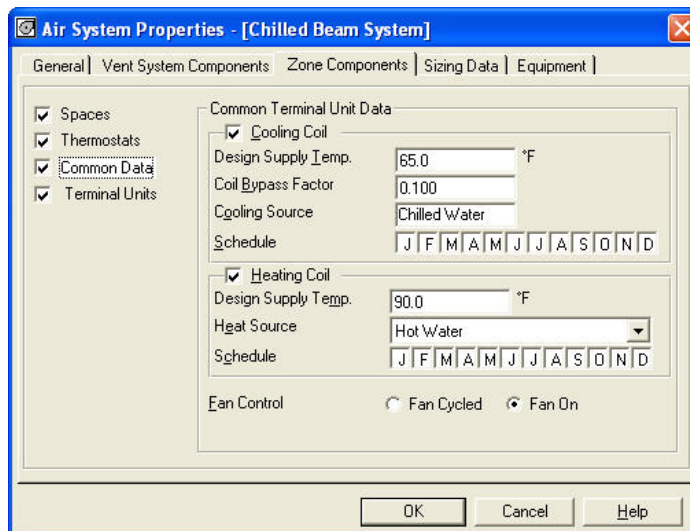 Air System Properties - [Chilled Beam System]
General Vent System Components Zone Components Sizing Data Equipment
Spaces
Thermostats
Common Data
Terminal Units
Common Terminal Unit Data
Cooling Coil
Design Supply Temp. 65.0 °F
Coil Bypass Factor 0.100
Cooling Source Chilled Water
Schedule J F M A M J J A S O N D
Heating Coil
Design Supply Temp. 90.0 °F
Heat Source Hot Water
Schedule J F M A M J J A S O N D
Fan Control Fan Cycled Fan On
OK Cancel Help